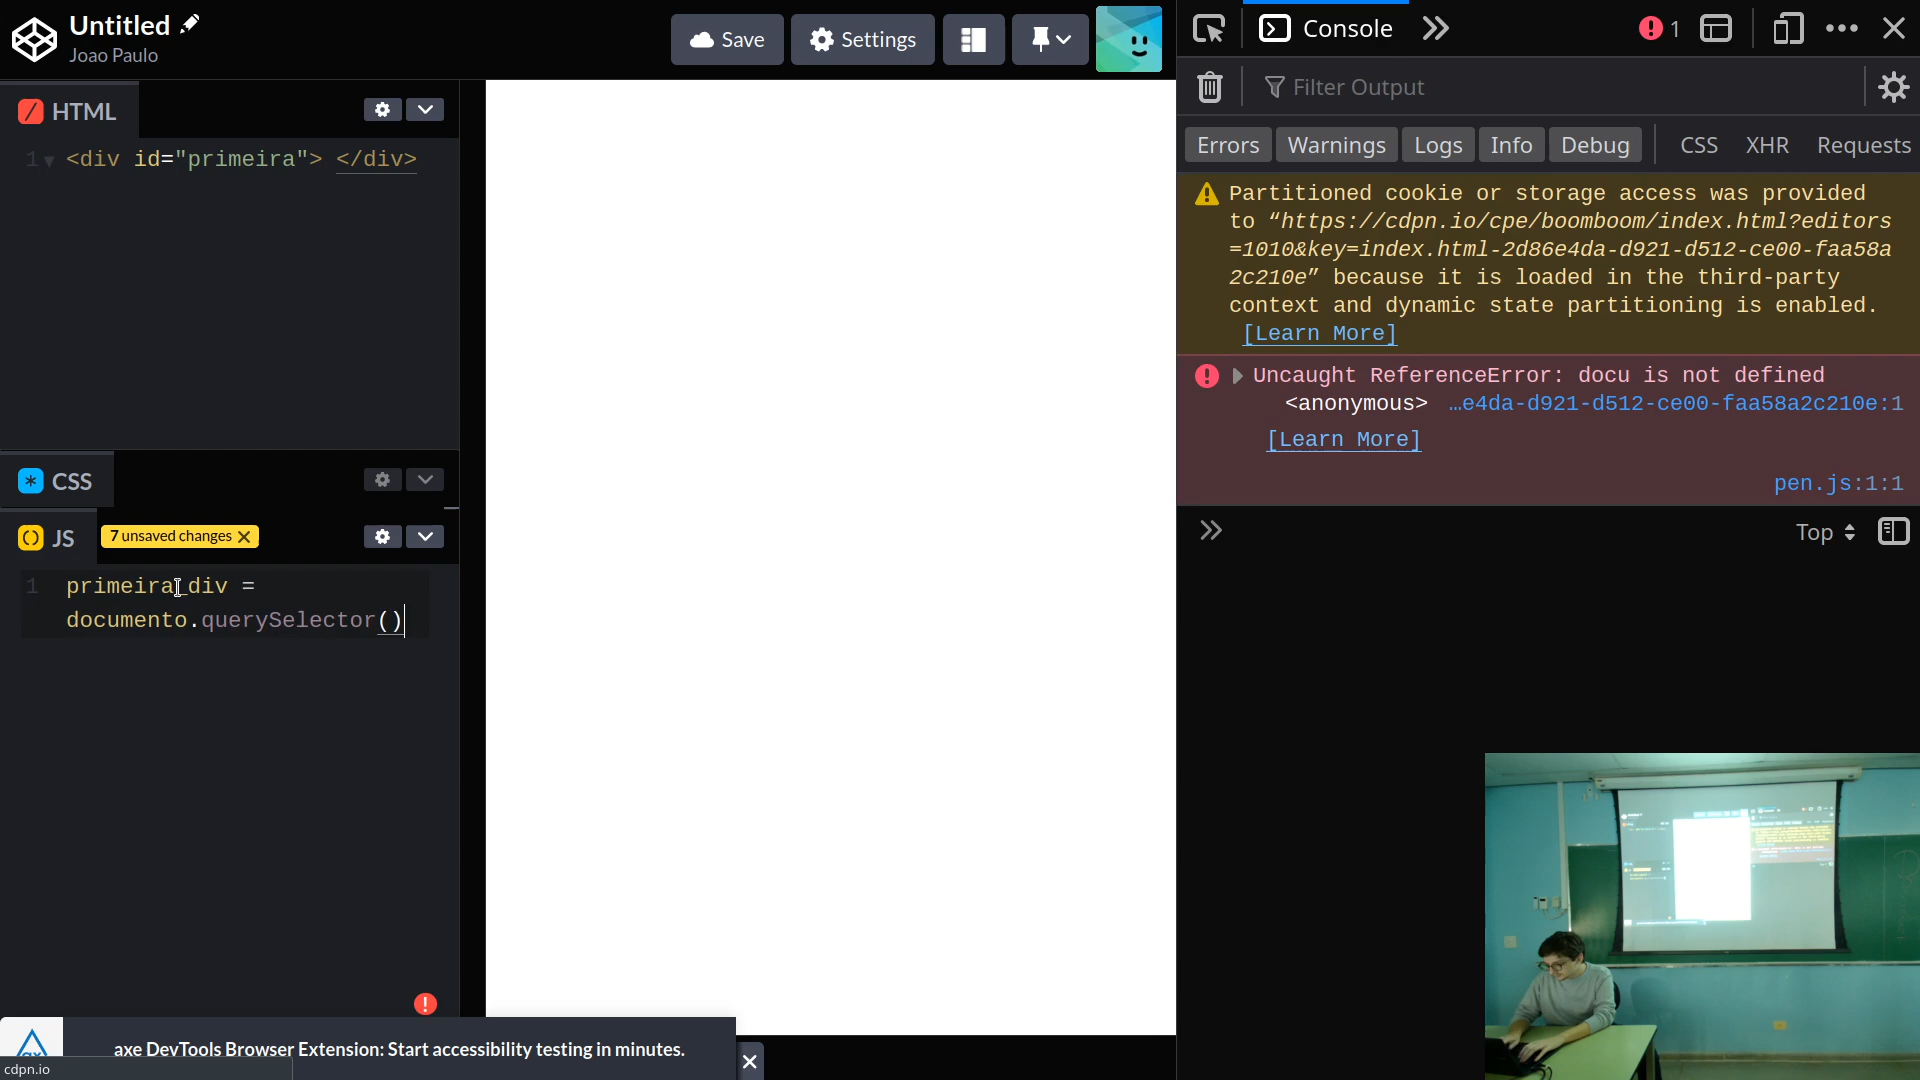 Untitled
Joao Paulo
Save
Settings
HTML
1 <div id="primeira"> </div>
CSS
JS
7 unsaved changes
1 primeira_div =
documento.querySelector()
axe DevTools Browser Extension: Start accessibility testing in minutes.
cdpn.io
Console
1
Filter Output
Errors
Warnings
Logs
Info
Debug
CSS
XHR
Requests
Partitioned cookie or storage access was provided
to “https://cdpn.io/cpe/boomboom/index.html?editors
=1010&key=index.html-2d86e4da-d921-d512-ce00-faa58a
2c210e” because it is loaded in the third-party
context and dynamic state partitioning is enabled.
[Learn More]
Uncaught ReferenceError: docu is not defined
<anonymous> …e4da-d921-d512-ce00-faa58a2c210e:1
[Learn More]
pen.js:1:1
Top